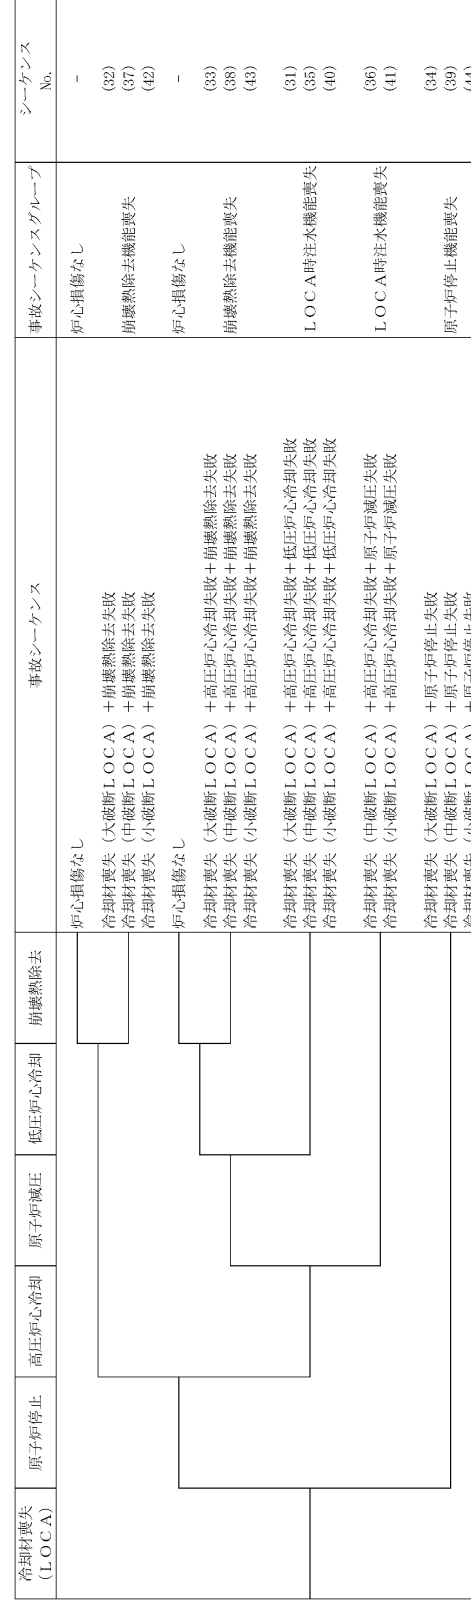 冷却材喪失
(LOCA)
原子炉停止
高圧炉心冷却
原子炉減圧
低圧炉心冷却
崩壊熱除去
事故シーケンス
事故シーケンスグループ
シーケンス
No.
炉心損傷なし 炉心損傷なし －
冷却材喪失（大破断ＬＯＣＡ）＋崩壊熱除去失敗 (32)
冷却材喪失（中破断ＬＯＣＡ）＋崩壊熱除去失敗 崩壊熱除去機能喪失 (37)
冷却材喪失（小破断ＬＯＣＡ）＋崩壊熱除去失敗 (42)
炉心損傷なし 炉心損傷なし －
冷却材喪失（大破断ＬＯＣＡ）＋高圧炉心冷却失敗＋崩壊熱除去失敗 (33)
冷却材喪失（中破断ＬＯＣＡ）＋高圧炉心冷却失敗＋崩壊熱除去失敗 崩壊熱除去機能喪失 (38)
冷却材喪失（小破断ＬＯＣＡ）＋高圧炉心冷却失敗＋崩壊熱除去失敗 (43)
冷却材喪失（大破断ＬＯＣＡ）＋高圧炉心冷却失敗＋低圧炉心冷却失敗 (31)
冷却材喪失（中破断ＬＯＣＡ）＋高圧炉心冷却失敗＋低圧炉心冷却失敗 ＬＯＣＡ時注水機能喪失 (35)
冷却材喪失（小破断ＬＯＣＡ）＋高圧炉心冷却失敗＋低圧炉心冷却失敗 (40)
冷却材喪失（中破断ＬＯＣＡ）＋高圧炉心冷却失敗＋原子炉減圧失敗 ＬＯＣＡ時注水機能喪失 (36)
冷却材喪失（小破断ＬＯＣＡ）＋高圧炉心冷却失敗＋原子炉減圧失敗 (41)
冷却材喪失（大破断ＬＯＣＡ）＋原子炉停止失敗 (34)
冷却材喪失（中破断ＬＯＣＡ）＋原子炉停止失敗 原子炉停止機能喪失 (39)
冷却材喪失（小破断ＬＯＣＡ）＋原子炉停止失敗 (44)